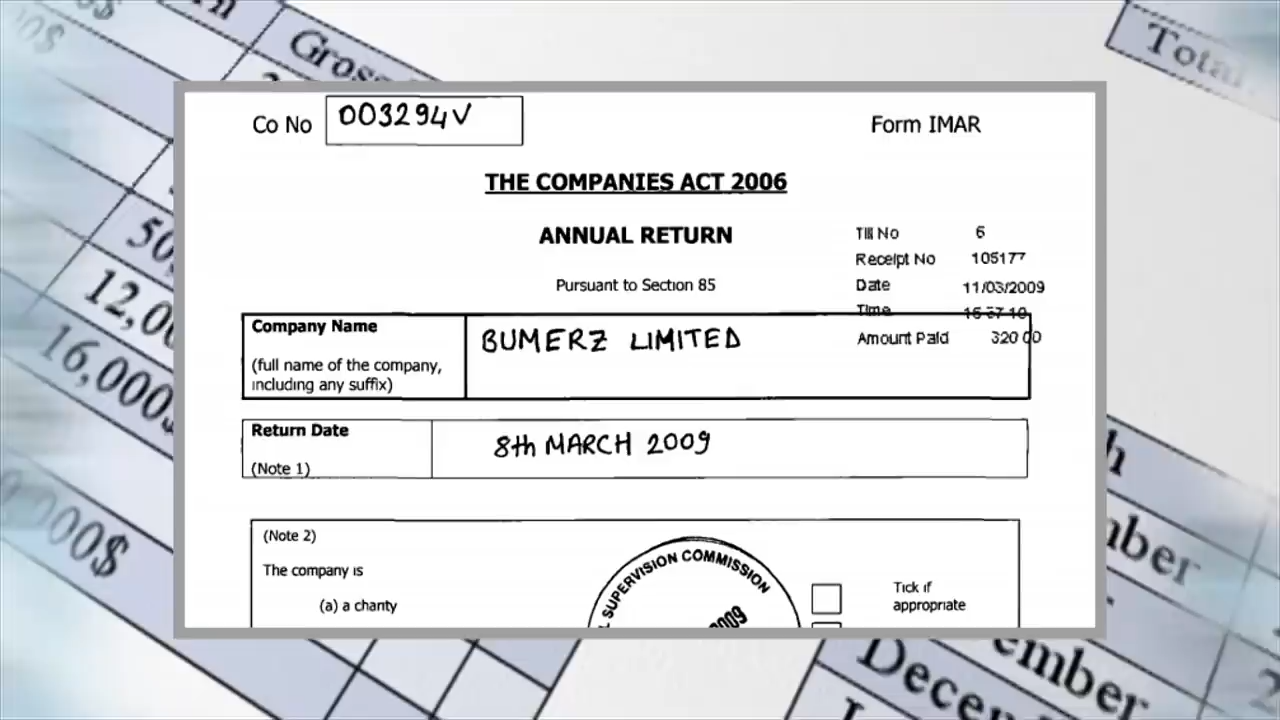 Gross
Total
Co No 003294V Form IMAR
THE COMPANIES ACT 2006
ANNUAL RETURN
Till No 6
Receipt No 105177
Pursuant to Section 85
Date 11/03/2009
Time
Company Name BUMERZ LIMITED
Amount Paid 320 00
(full name of the company,
including any suffix)
Return Date 8th MARCH 2009
(Note 1)
(Note 2)
The company is
(a) a charity
SUPERVISION COMMISSION
2009
Tick if
appropriate
16,000$
000$